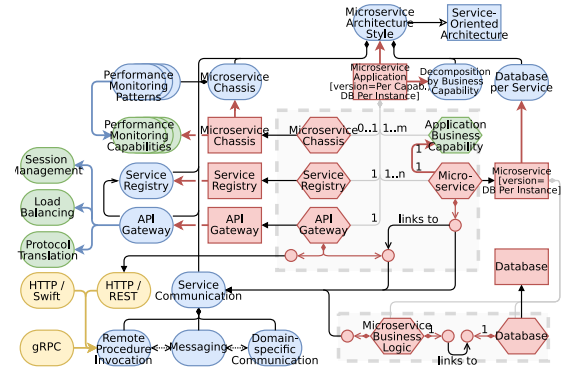 Microservice
Architecture
Style
Service-
Oriented
Architecture
Performance
Monitoring
Patterns
Microservice
Chassis
Microservice
Application
[version=Per Capab...
DB Per Instance]
Decomposition
by Business
Capability
Database
per Service
Performance
Monitoring
Capabilities
Microservice
Chassis
Microservice
Chassis
0..1
1..m
Application
Business
Capability
Session
Management
Service
Registry
Service
Registry
Service
Registry
1
1..n
1
1
Micro-
service
Microservice
[version=
DB Per Instance]
Load
Balancing
API
Gateway
API
Gateway
API
Gateway
1
links to
Protocol
Translation
HTTP /
Swift
HTTP /
REST
Service
Communication
Database
gRPC
Remote
Procedure
Invocation
Messaging
Domain-
specific
Communication
Microservice
Business
Logic
1
1
Database
links to